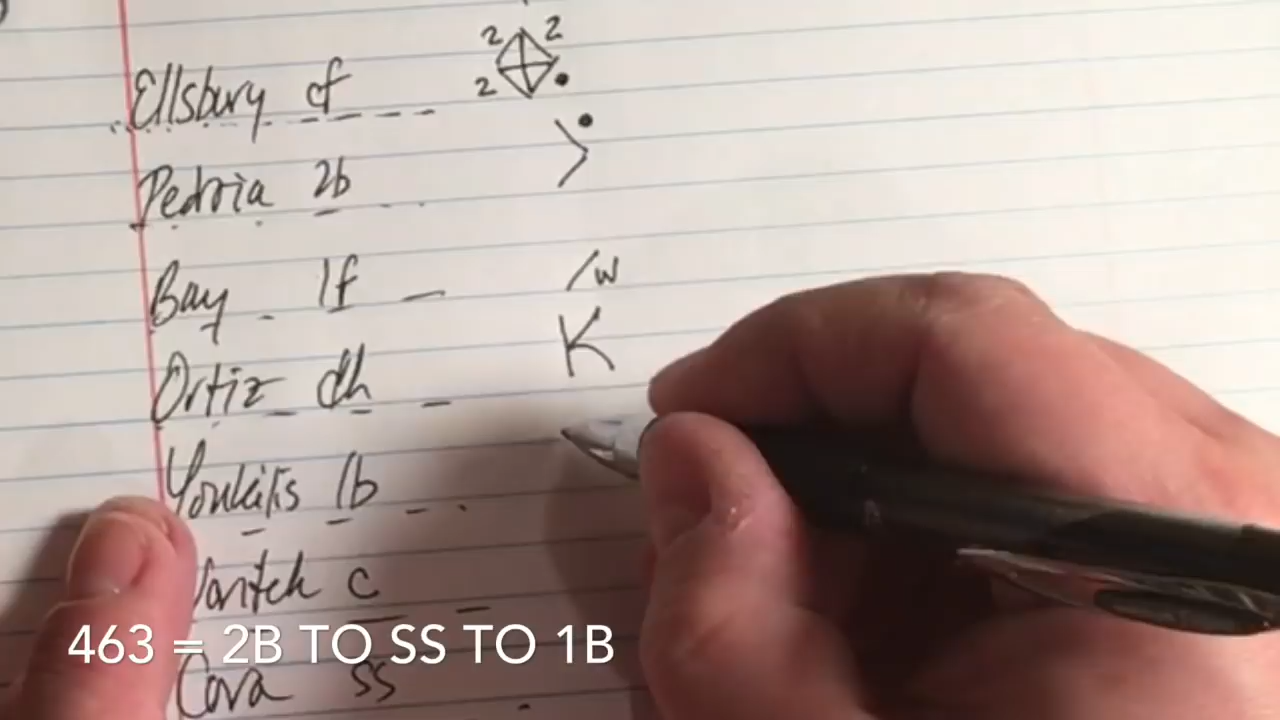 2 2
Ellsbury cf 2
Pedroia 2b
Bay lf /w
Ortiz dh K
Youkilis 1b
Varitek c
463 = 2B TO SS TO 1B
Cora ss